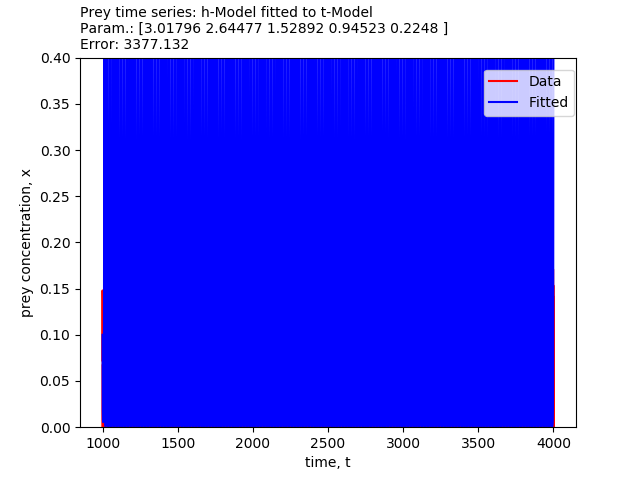 Prey time series: h-Model fitted to t-Model
Param.: [3.01796 2.64477 1.52892 0.94523 0.2248 ]
Error: 3377.132
0.40
0.35
0.30
0.25
0.20
0.15
0.10
0.05
0.00
prey concentration, x
Data
Fitted
1000
1500
2000
2500
3000
3500
4000
time, t